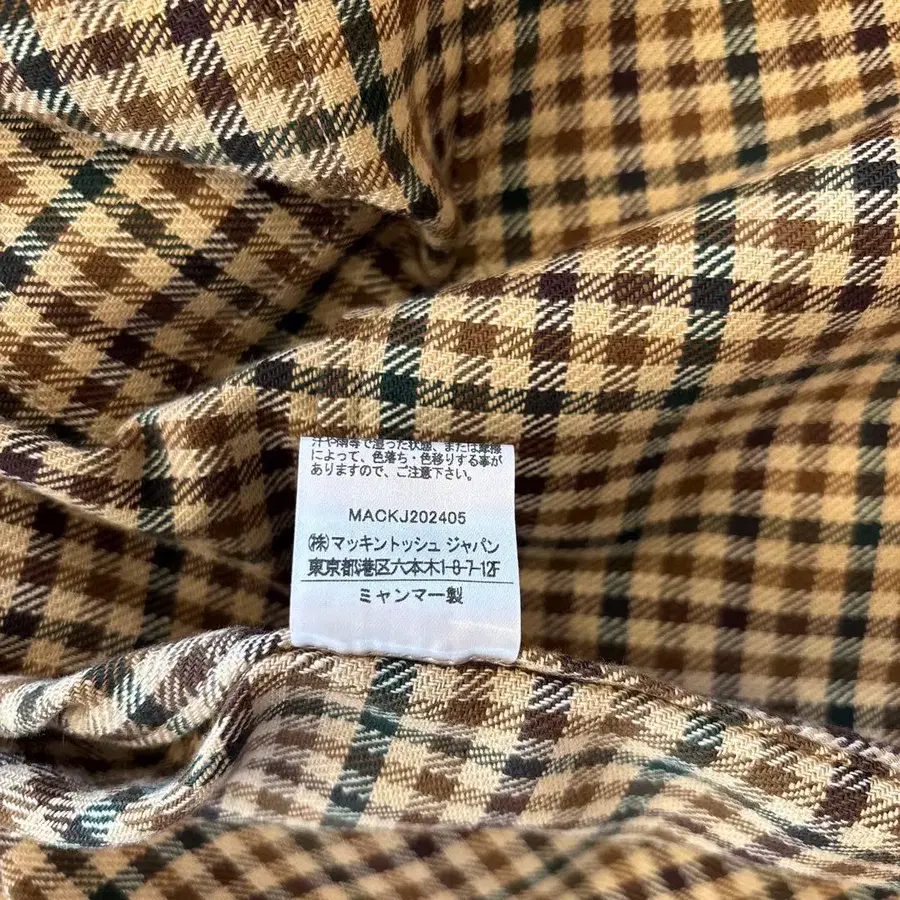 汗や雨等で湿った状態、または摩擦
によって、色落ち・色移りする事が
ありますので、ご注意下さい。
MACKJ202405
㈱マッキントッシュ ジャパン
東京都港区六本木1-8-7-12F
ミャンマー製